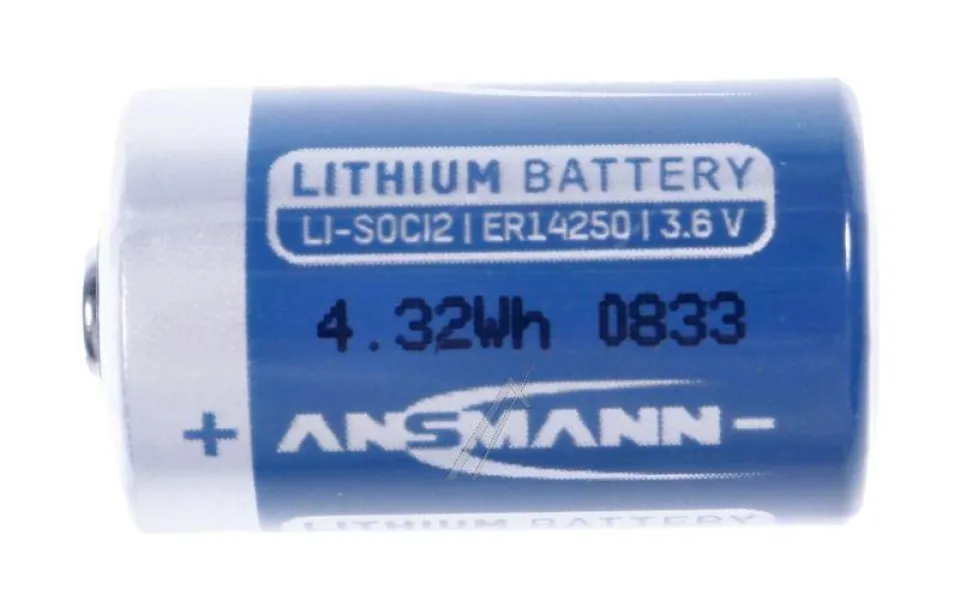 LITHIUM BATTERY
LI-SOCl2 | ER14250 | 3.6 V
4.32Wh 0833
+ ANSMANN -
LITHIUM BATTERY